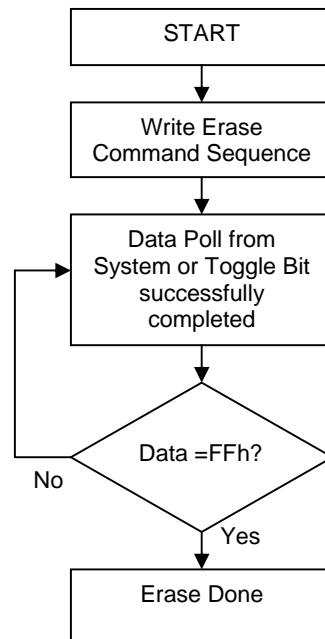 START
Write Erase
Command Sequence
Data Poll from
System or Toggle Bit
successfully
completed
Data =FFh?
No
Yes
Erase Done